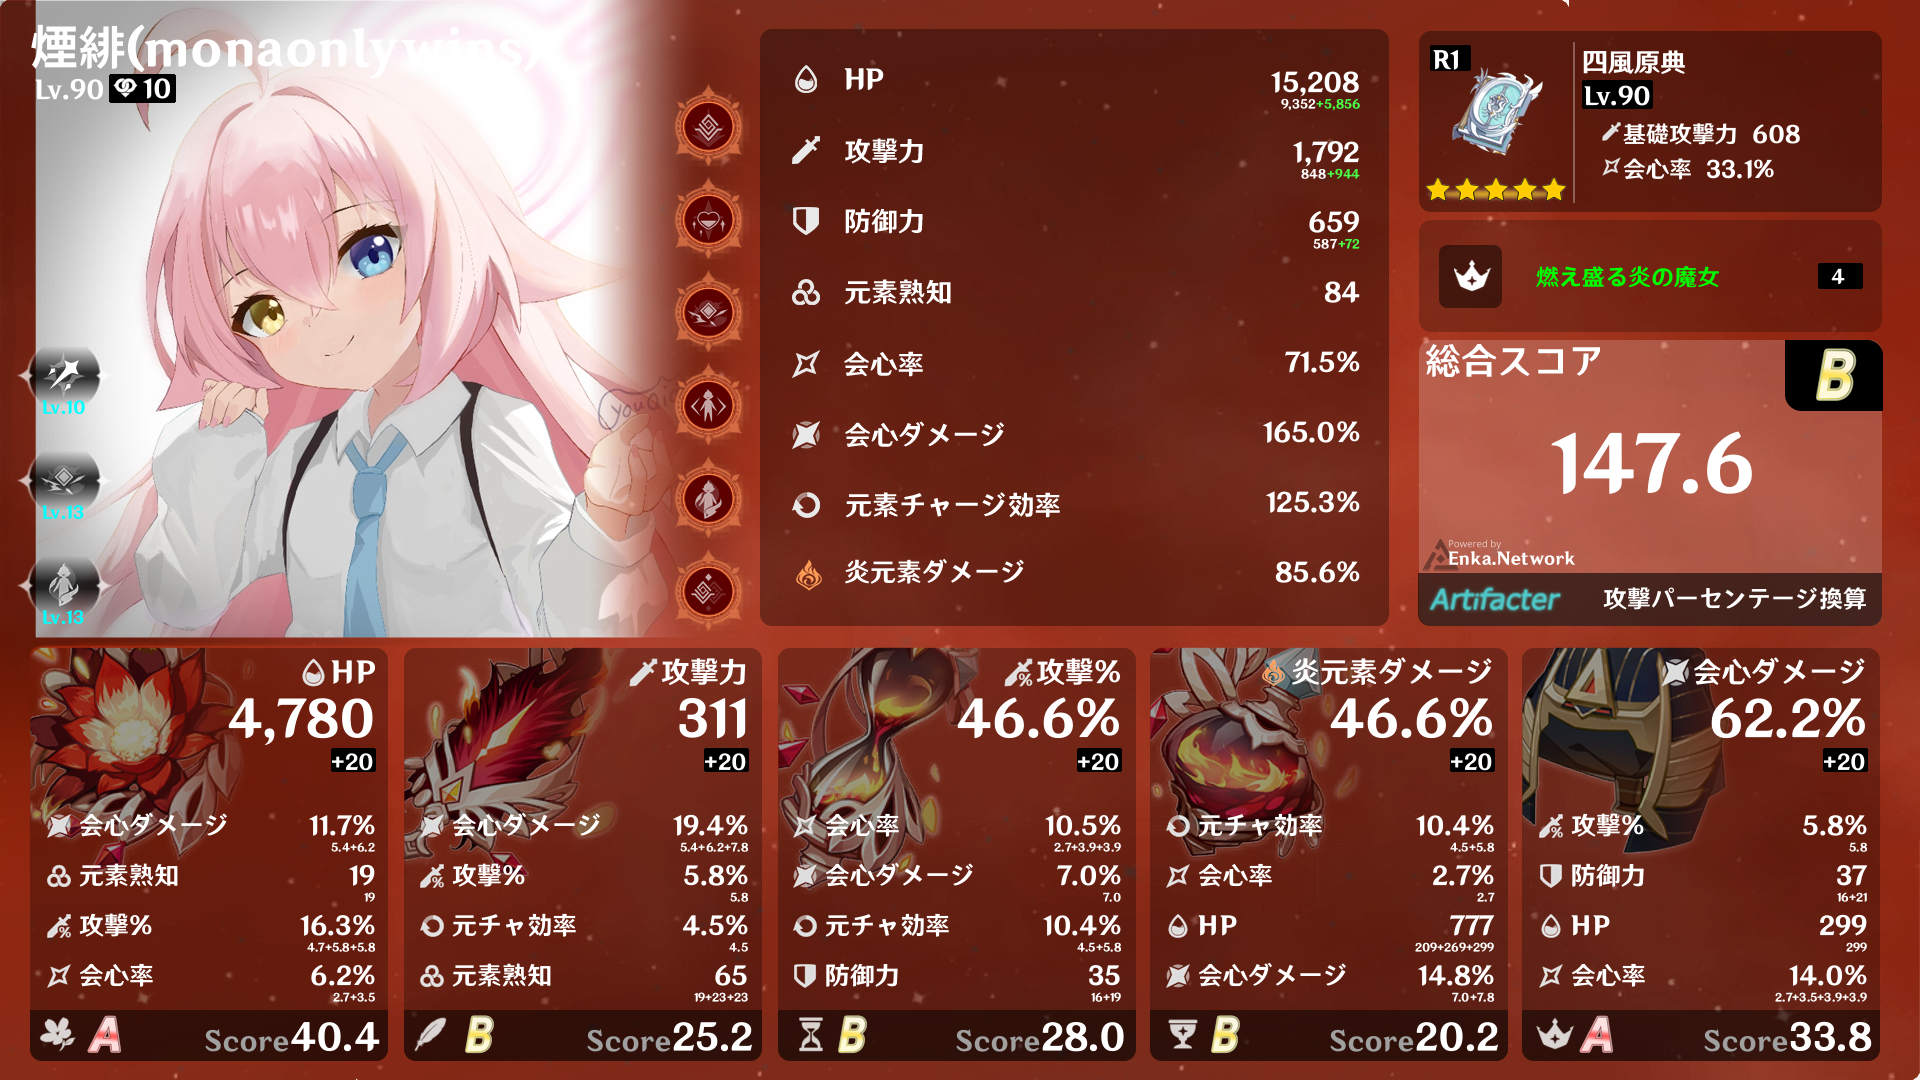 煙緋(monaonlywins)
Lv.90 10
Lv.10
Lv.13
Lv.13
HP 15,208
9,352+5,856
攻撃力 1,792
848+944
防御力 659
587+72
元素熟知 84
会心率 71.5%
会心ダメージ 165.0%
元素チャージ効率 125.3%
炎元素ダメージ 85.6%
R1
四風原典
Lv.90
基礎攻撃力 608
会心率 33.1%
燃え盛る炎の魔女 4
総合スコア B
147.6
Powered by
Enka.Network
Artifacter 攻撃パーセンテージ換算
HP
4,780
+20
会心ダメージ 11.7%
5.4+6.2
元素熟知 19
19
攻撃% 16.3%
4.7+5.8+5.8
会心率 6.2%
2.7+3.5
A Score40.4
攻撃力
311
+20
会心ダメージ 19.4%
5.4+6.2+7.8
攻撃% 5.8%
5.8
元チャ効率 4.5%
4.5
元素熟知 65
19+23+23
B Score25.2
攻撃%
46.6%
+20
会心率 10.5%
2.7+3.9+3.9
会心ダメージ 7.0%
7.0
元チャ効率 10.4%
4.5+5.8
防御力 35
16+19
B Score28.0
炎元素ダメージ
46.6%
+20
元チャ効率 10.4%
4.5+5.8
会心率 2.7%
2.7
HP 777
209+269+299
会心ダメージ 14.8%
7.0+7.8
B Score20.2
会心ダメージ
62.2%
+20
攻撃% 5.8%
5.8
防御力 37
16+21
HP 299
299
会心率 14.0%
2.7+3.5+3.9+3.9
A Score33.8